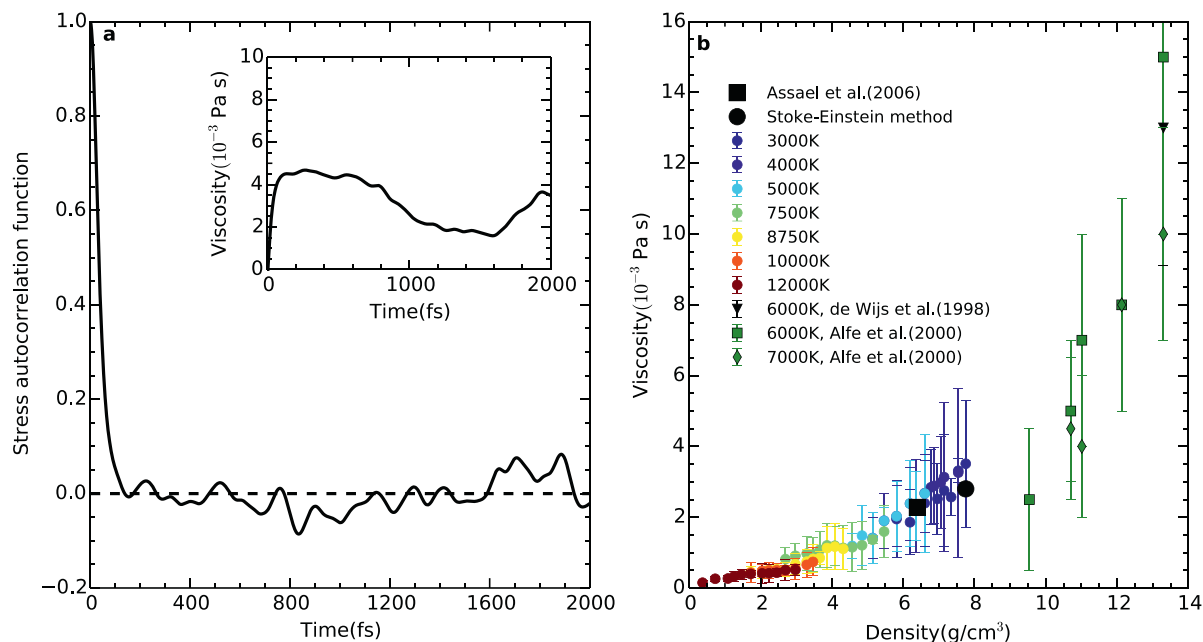 a
1.0
0.8
0.6
0.4
0.2
0.0
−0.2
Stress autocorrelation function
0
400
800
1200
1600
2000
Time(fs)
10
8
6
4
2
0
Viscosity(10⁻³ Pa s)
0
1000
2000
Time(fs)
b
16
14
12
10
8
6
4
2
0
Viscosity(10⁻³ Pa s)
Assael et al.(2006)
Stoke-Einstein method
3000K
4000K
5000K
7500K
8750K
10000K
12000K
6000K, de Wijs et al.(1998)
6000K, Alfe et al.(2000)
7000K, Alfe et al.(2000)
0
2
4
6
8
10
12
14
Density(g/cm³)